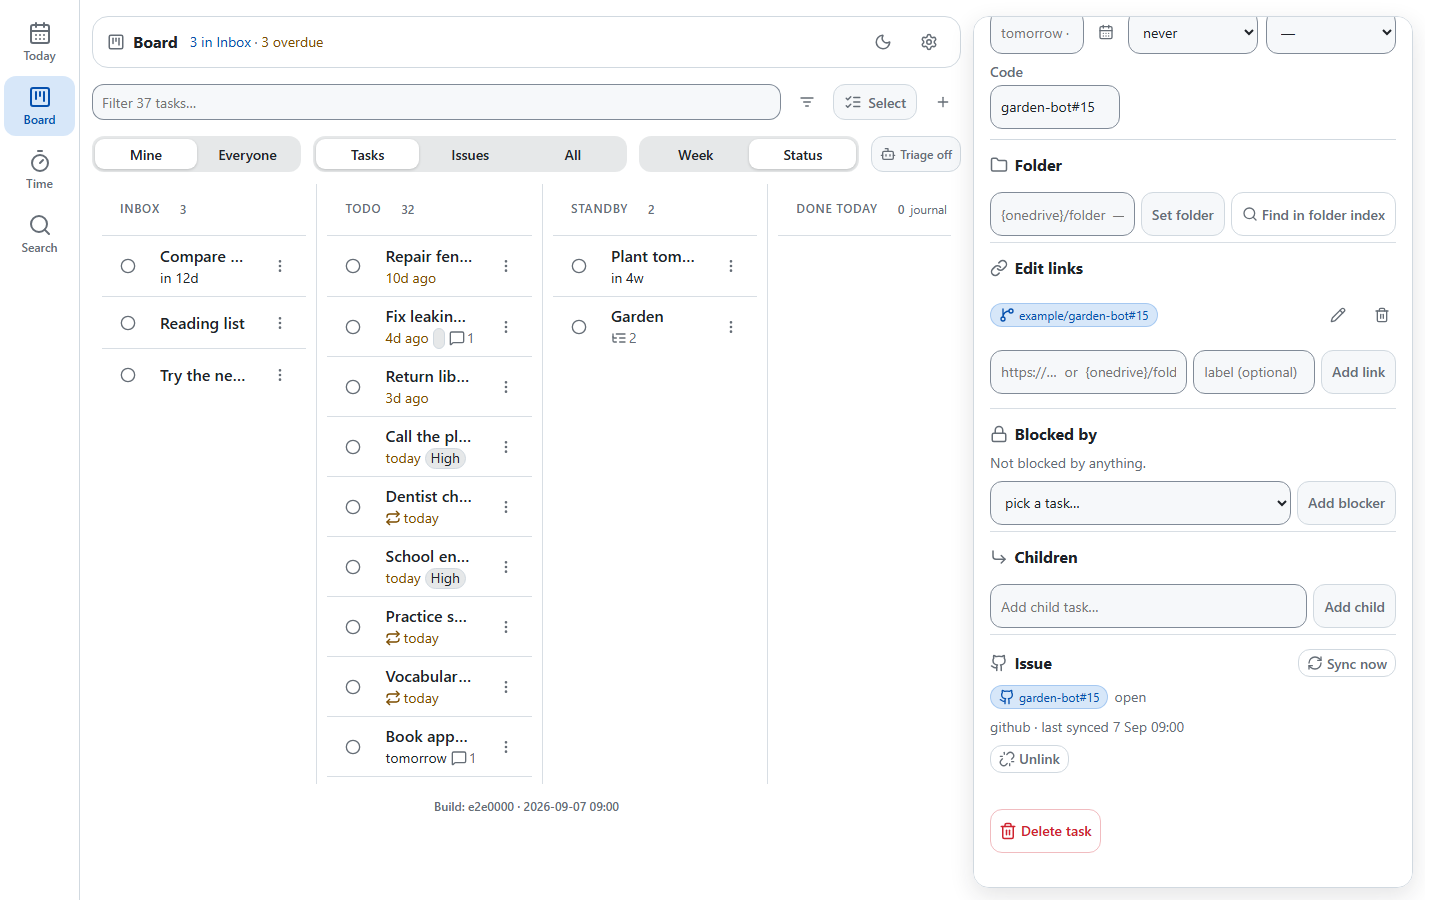 Today
Board
Time
Search
Board 3 in Inbox · 3 overdue
Filter 37 tasks...
Select
Mine Everyone
Tasks Issues All
Week Status
Triage off
INBOX 3
Compare ...
in 12d
Reading list
Try the ne...
TODO 32
Repair fen...
10d ago
Fix leakin...
4d ago 1
Return lib...
3d ago
Call the pl...
today High
Dentist ch...
today
School en...
today High
Practice s...
today
Vocabular...
today
Book app...
tomorrow 1
STANDBY 2
Plant tom...
in 4w
Garden
2
DONE TODAY 0 journal
Build: e2e0000 · 2026-09-07 09:00
tomorrow · never —
Code
garden-bot#15
Folder
{onedrive}/folder — Set folder Find in folder index
Edit links
example/garden-bot#15
https://... or {onedrive}/fold label (optional) Add link
Blocked by
Not blocked by anything.
pick a task... Add blocker
Children
Add child task... Add child
Issue Sync now
garden-bot#15 open
github · last synced 7 Sep 09:00
Unlink
Delete task